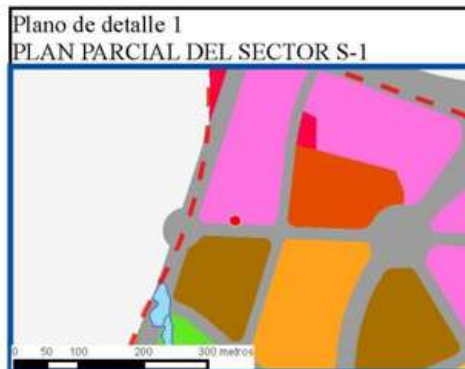 Plano de detalle 1
PLAN PARCIAL DEL SECTOR S-1
0 50 100 200 300 metros